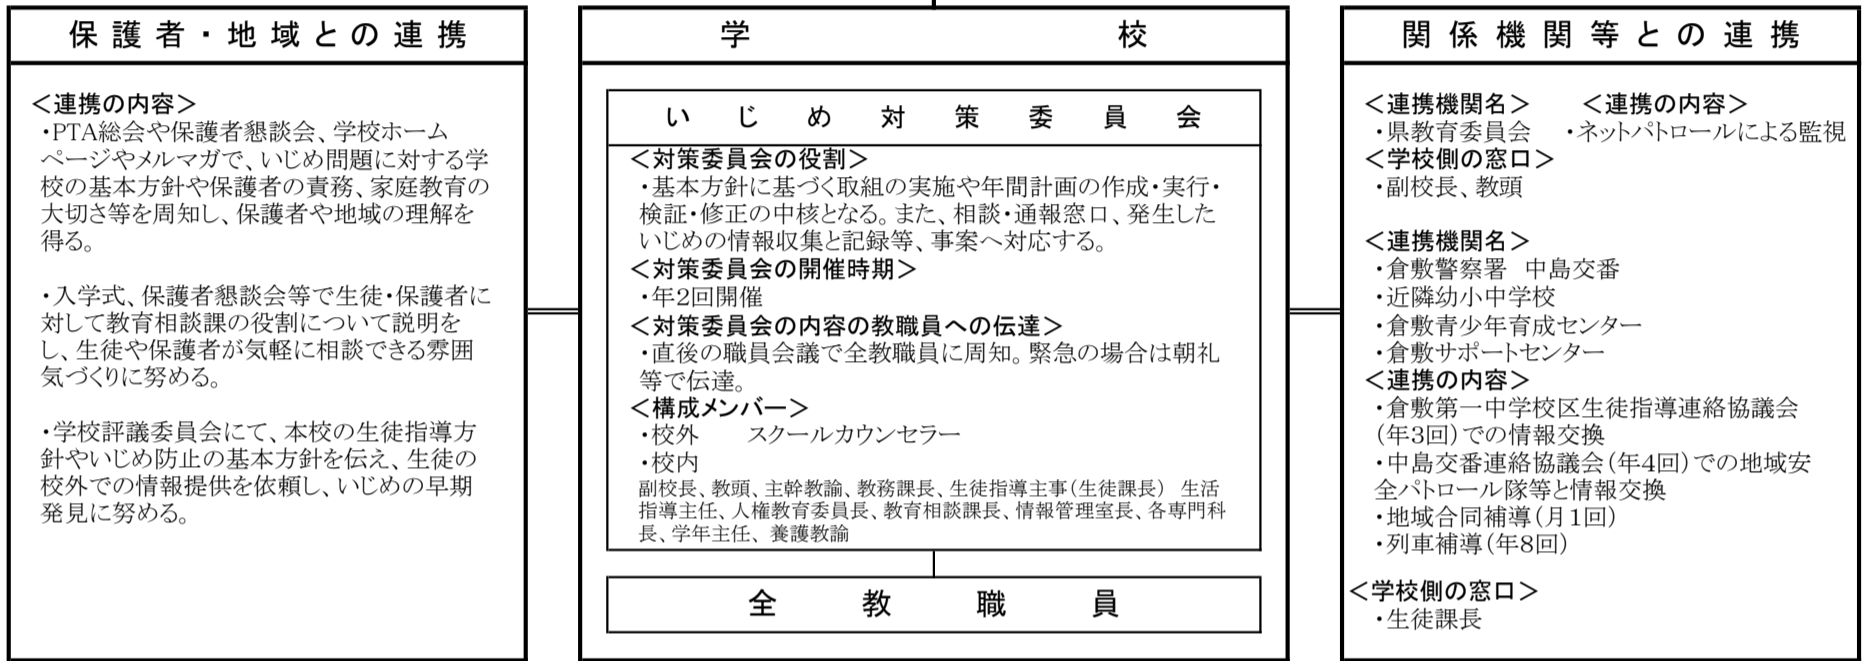 保護者・地域との連携
＜連携の内容＞
・PTA総会や保護者懇談会、学校ホーム
ページやメルマガで、いじめ問題に対する学
校の基本方針や保護者の責務、家庭教育の
大切さ等を周知し、保護者や地域の理解を
得る。
・入学式、保護者懇談会等で生徒・保護者に
対して教育相談課の役割について説明を
し、生徒や保護者が気軽に相談できる雰囲
気づくりに努める。
・学校評議委員会にて、本校の生徒指導方
針やいじめ防止の基本方針を伝え、生徒の
校外での情報提供を依頼し、いじめの早期
発見に努める。
学校
いじめ対策委員会
＜対策委員会の役割＞
・基本方針に基づく取組の実施や年間計画の作成・実行・
検証・修正の中核となる。また、相談・通報窓口、発生した
いじめの情報収集と記録等、事案へ対応する。
＜対策委員会の開催時期＞
・年2回開催
＜対策委員会の内容の教職員への伝達＞
・直後の職員会議で全教職員に周知。緊急の場合は朝礼
等で伝達。
＜構成メンバー＞
・校外　　スクールカウンセラー
・校内
副校長、教頭、主幹教諭、教務課長、生徒指導主事（生徒課長）　生活
指導主任、人権教育委員長、教育相談課長、情報管理室長、各専門科
長、学年主任、養護教諭
全教職員
関係機関等との連携
＜連携機関名＞　　＜連携の内容＞
・県教育委員会　・ネットパトロールによる監視
＜学校側の窓口＞
・副校長、教頭
＜連携機関名＞
・倉敷警察署　中島交番
・近隣幼小中学校
・倉敷青少年育成センター
・倉敷サポートセンター
＜連携の内容＞
・倉敷第一中学校区生徒指導連絡協議会
（年3回）での情報交換
・中島交番連絡協議会（年4回）での地域安
全パトロール隊等と情報交換
・地域合同補導（月1回）
・列車補導（年8回）
＜学校側の窓口＞
・生徒課長